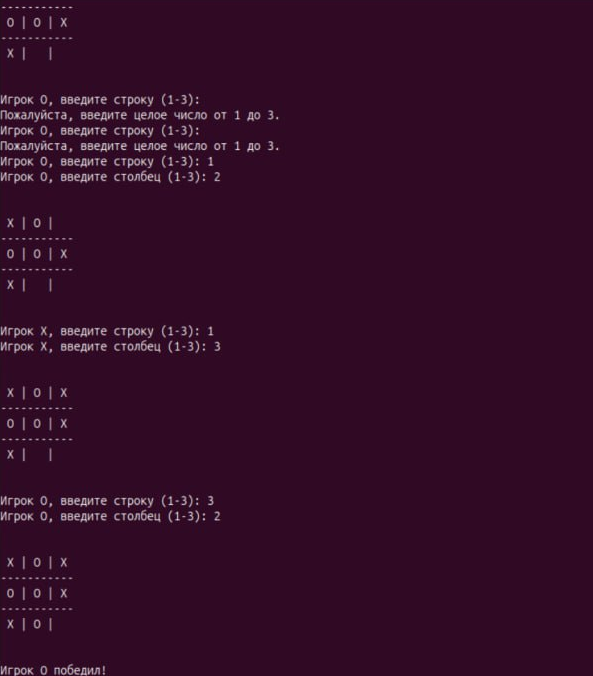 -----------
O | O | X
-----------
X |   |
Игрок O, введите строку (1-3):
Пожалуйста, введите целое число от 1 до 3.
Игрок O, введите строку (1-3):
Пожалуйста, введите целое число от 1 до 3.
Игрок O, введите строку (1-3): 1
Игрок O, введите столбец (1-3): 2
X | O |
-----------
O | O | X
-----------
X |   |
Игрок X, введите строку (1-3): 1
Игрок X, введите столбец (1-3): 3
X | O | X
-----------
O | O | X
-----------
X |   |
Игрок O, введите строку (1-3): 3
Игрок O, введите столбец (1-3): 2
X | O | X
-----------
O | O | X
-----------
X | O |
Игрок O победил!